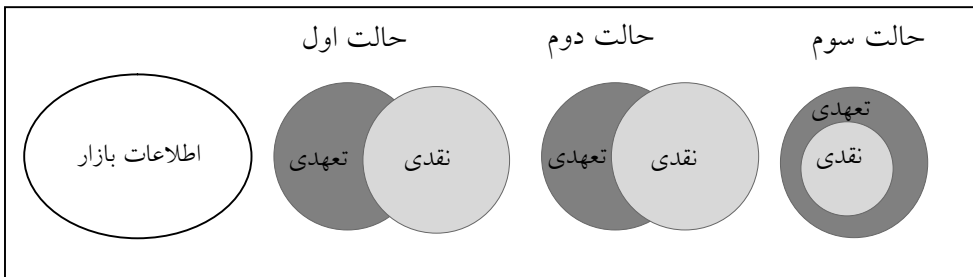 حالت سوم
حالت دوم
حالت اول
تعهدی
نقدی
نقدی
تعهدی
نقدی
تعهدی
اطلاعات بازار